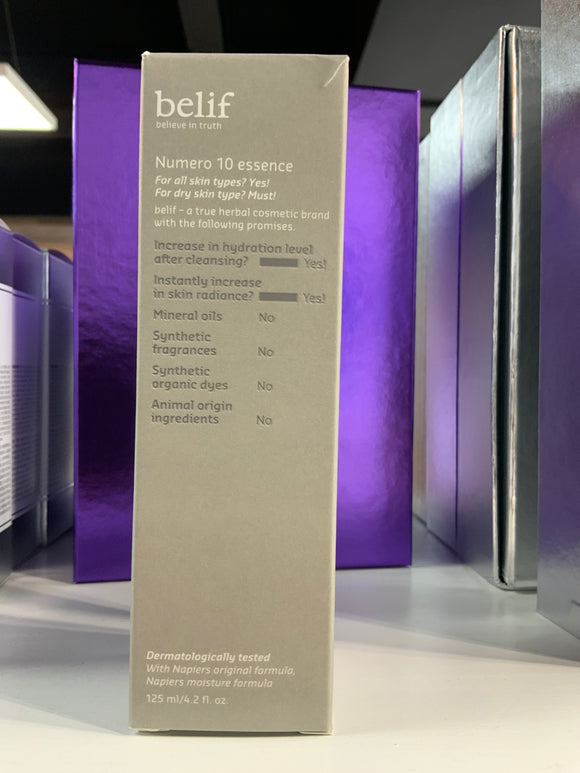 belif
believe in truth
Numero 10 essence
For all skin types? Yes!
For dry skin type? Must!
belif – a true herbal cosmetic brand
with the following promises.
Increase in hydration level
after cleansing? Yes!
Instantly increase
in skin radiance? Yes!
Mineral oils No
Synthetic
fragrances No
Synthetic
organic dyes No
Animal origin
ingredients No
Dermatologically tested
With Napiers original formula,
Napiers moisture formula
125 ml/4.2 fl. oz.